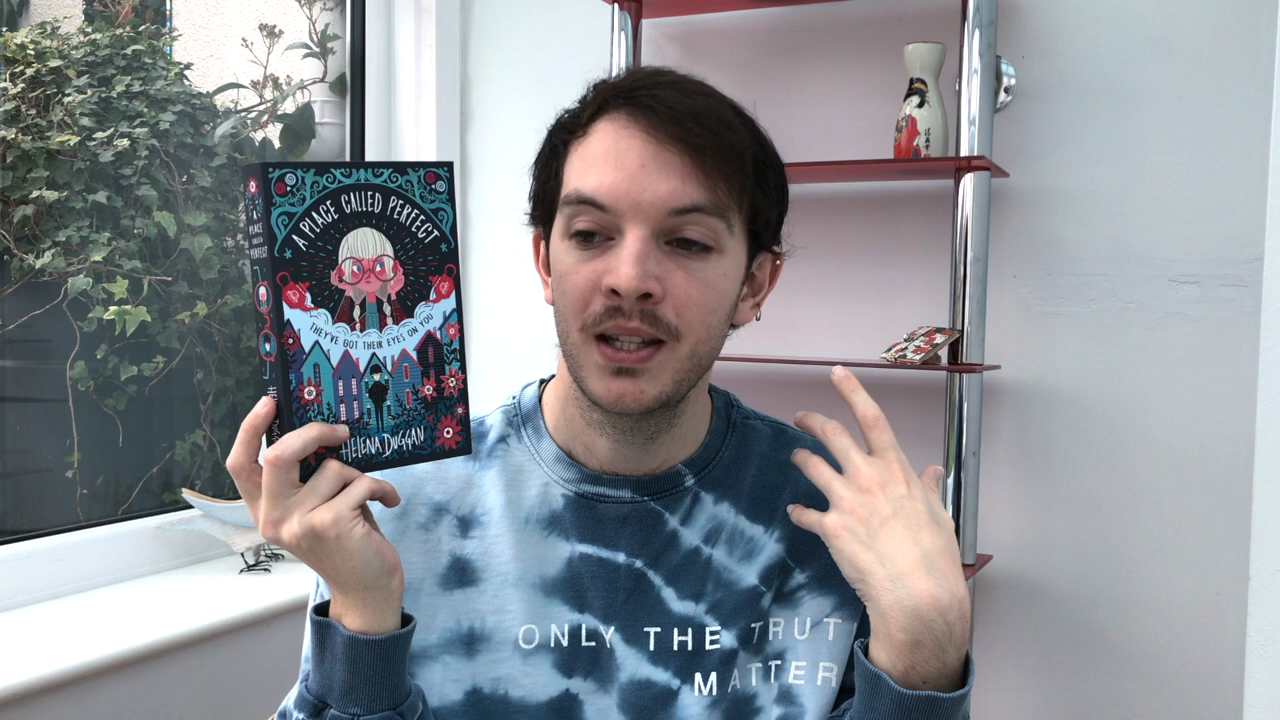 A PLACE CALLED PERFECT
THEY'VE GOT THEIR EYES ON YOU
HELENA DUGGAN
PLACE
CALLED
PERFECT
ONLY THE TRUT
MATTER